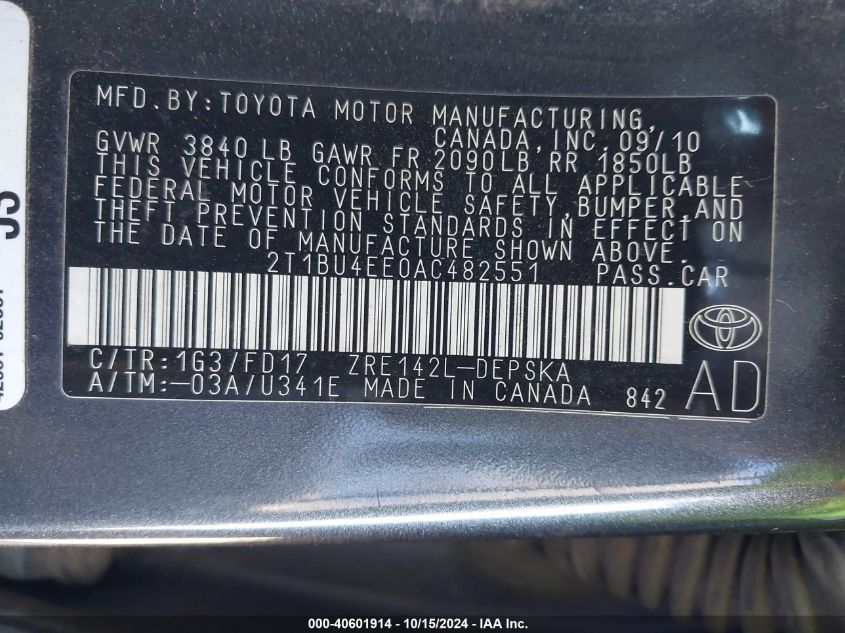 MFD.BY:TOYOTA MOTOR MANUFACTURING,
CANADA,INC. 09/10
GVWR 3840 LB GAWR FR 2090LB RR 1850LB
THIS VEHICLE CONFORMS TO ALL APPLICABLE
FEDERAL MOTOR VEHICLE SAFETY,BUMPER,AND
THEFT PREVENTION STANDARDS IN EFFECT ON
THE DATE OF MANUFACTURE SHOWN ABOVE.
2T1BU4EE0AC482551 PASS.CAR
C/TR:1G3/FD17 ZRE142L-DEPSKA
A/TM:-03A/U341E MADE IN CANADA 842
AD
000-40601914 - 10/15/2024 - IAA Inc.